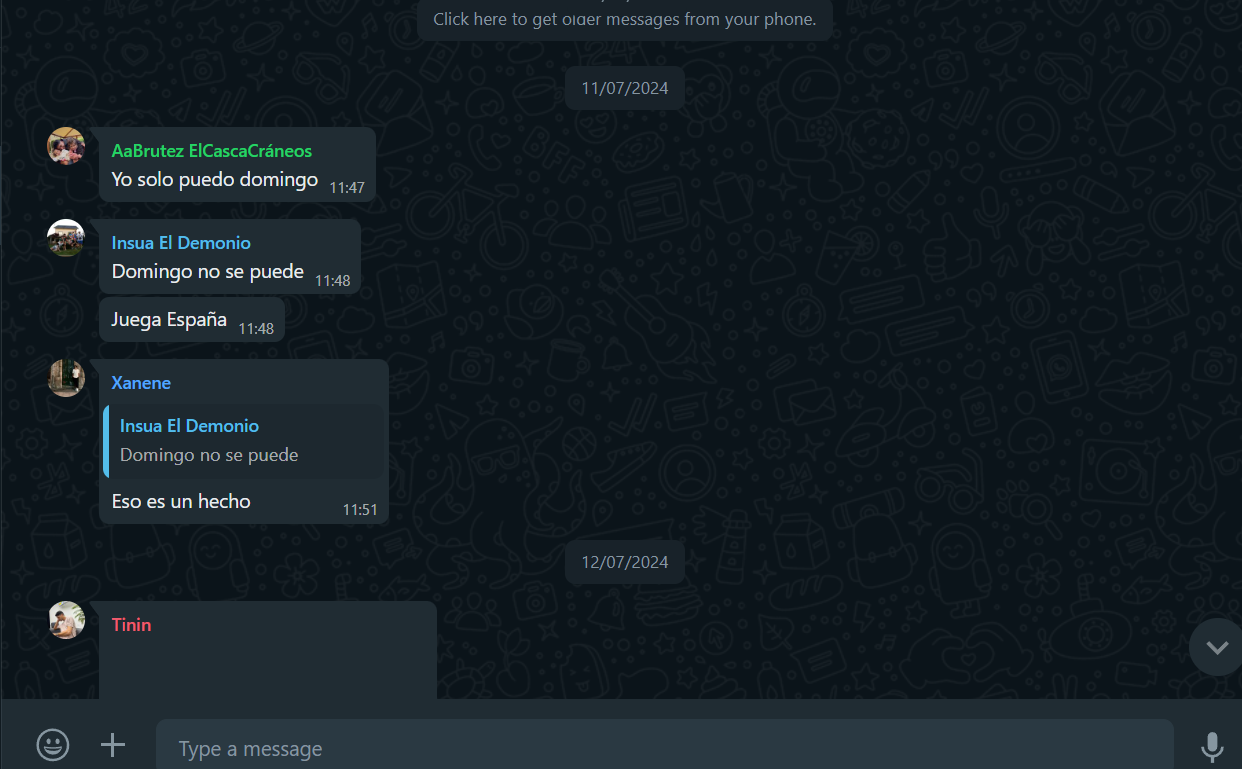 Click here to get older messages from your phone.
11/07/2024
AaBrutez ElCascaCráneos
Yo solo puedo domingo 11:47
Insua El Demonio
Domingo no se puede 11:48
Juega España 11:48
Xanene
Insua El Demonio
Domingo no se puede
Eso es un hecho 11:51
12/07/2024
Tinin
Type a message